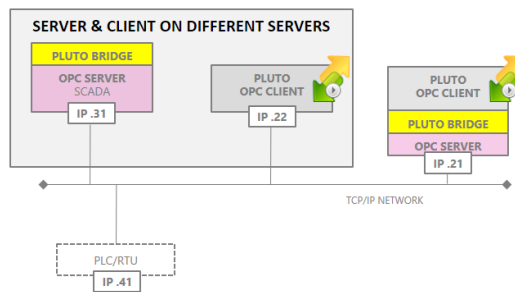 SERVER & CLIENT ON DIFFERENT SERVERS
PLUTO BRIDGE
OPC SERVER
SCADA
IP .31
PLUTO
OPC CLIENT
IP .22
PLUTO
OPC CLIENT
PLUTO BRIDGE
OPC SERVER
IP .21
TCP/IP NETWORK
PLC/RTU
IP .41